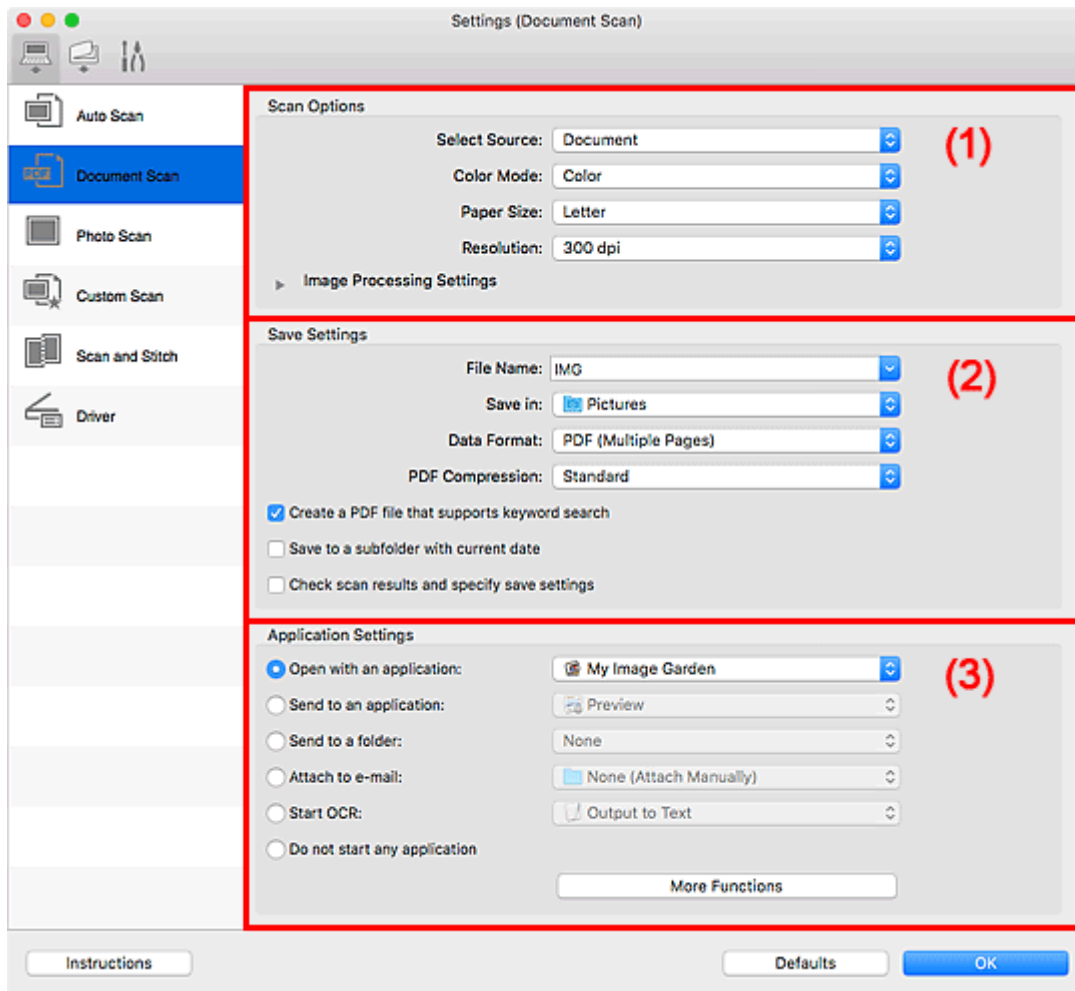 Settings (Document Scan)
Auto Scan
Document Scan
Photo Scan
Custom Scan
Scan and Stitch
Driver
Scan Options
(1)
Select Source: Document
Color Mode: Color
Paper Size: Letter
Resolution: 300 dpi
Image Processing Settings
Save Settings
(2)
File Name: IMG
Save in: Pictures
Data Format: PDF (Multiple Pages)
PDF Compression: Standard
Create a PDF file that supports keyword search
Save to a subfolder with current date
Check scan results and specify save settings
Application Settings
(3)
Open with an application: My Image Garden
Send to an application: Preview
Send to a folder: None
Attach to e-mail: None (Attach Manually)
Start OCR: Output to Text
Do not start any application
More Functions
Instructions
Defaults
OK